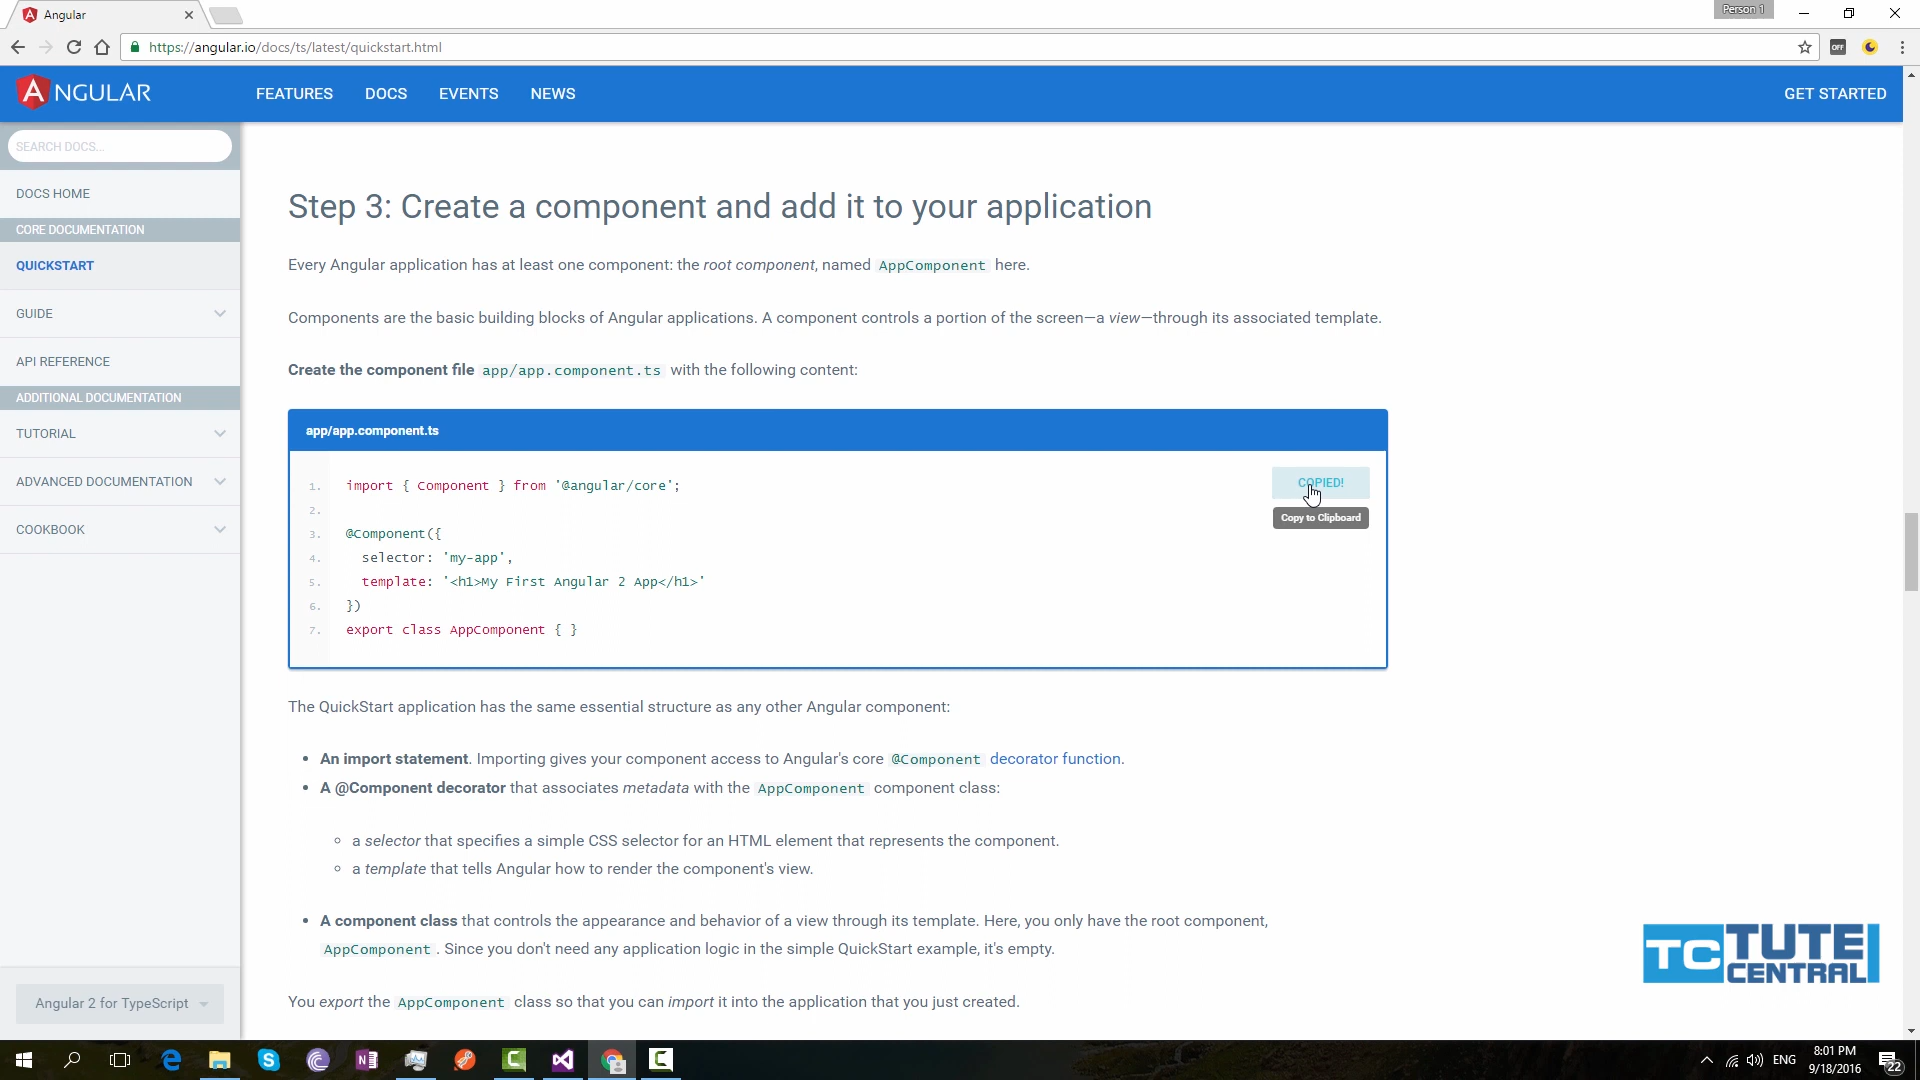 Angular
Person 1
https://angular.io/docs/ts/latest/quickstart.html
OFF
ANGULAR
FEATURES
DOCS
EVENTS
NEWS
GET STARTED
SEARCH DOCS...
DOCS HOME
CORE DOCUMENTATION
QUICKSTART
GUIDE
API REFERENCE
ADDITIONAL DOCUMENTATION
TUTORIAL
ADVANCED DOCUMENTATION
COOKBOOK
Angular 2 for TypeScript
Step 3: Create a component and add it to your application
Every Angular application has at least one component: the root component, named AppComponent here.
Components are the basic building blocks of Angular applications. A component controls a portion of the screen—a view—through its associated template.
Create the component file app/app.component.ts with the following content:
app/app.component.ts
COPIED!
Copy to Clipboard
1. import { Component } from '@angular/core';
2.
3. @Component({
4. selector: 'my-app',
5. template: '<h1>My First Angular 2 App</h1>'
6. })
7. export class AppComponent { }
The QuickStart application has the same essential structure as any other Angular component:
• An import statement. Importing gives your component access to Angular's core @Component decorator function.
• A @Component decorator that associates metadata with the AppComponent component class:
◦ a selector that specifies a simple CSS selector for an HTML element that represents the component.
◦ a template that tells Angular how to render the component's view.
• A component class that controls the appearance and behavior of a view through its template. Here, you only have the root component,
AppComponent. Since you don't need any application logic in the simple QuickStart example, it's empty.
You export the AppComponent class so that you can import it into the application that you just created.
TC TUTE
CENTRAL
ENG
8:01 PM
9/18/2016
22